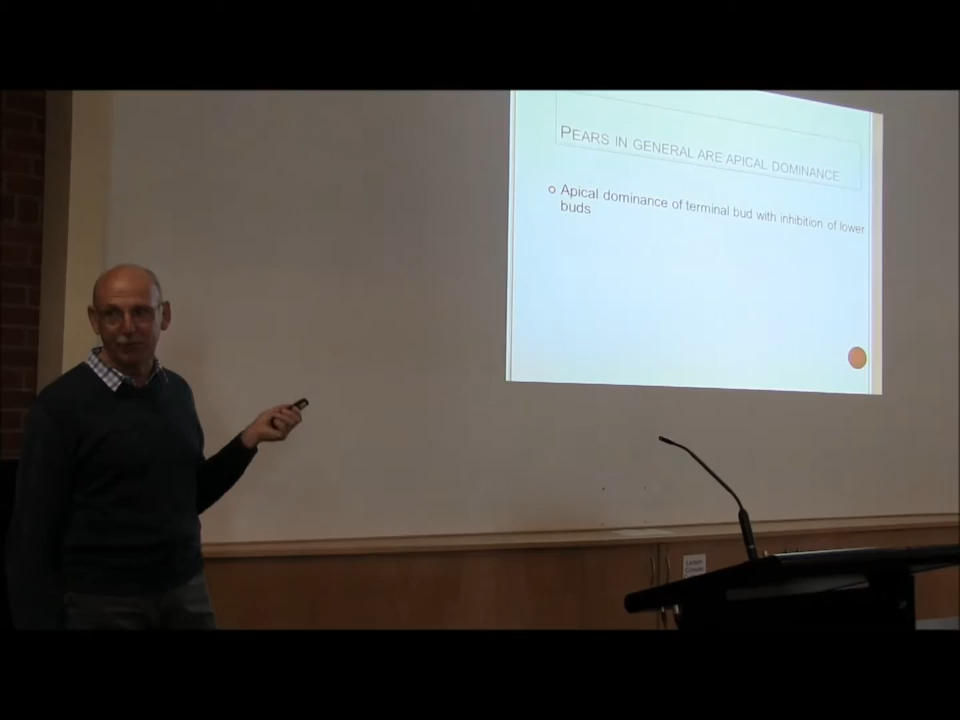 PEARS IN GENERAL ARE APICAL DOMINANCE
Apical dominance of terminal bud with inhibition of lower
buds